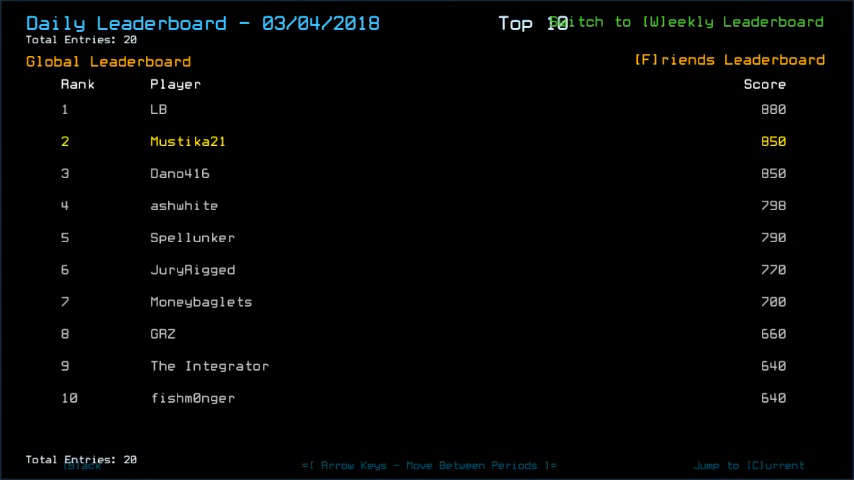 Daily Leaderboard - 03/04/2018 Top 10 Switch to [W]eekly Leaderboard
Total Entries: 20
Global Leaderboard [F]riends Leaderboard
Rank Player Score
1 LB 880
2 Mustika21 850
3 Dano416 850
4 ashwhite 798
5 Spellunker 790
6 JuryRigged 770
7 Moneybaglets 700
8 GRZ 660
9 The Integrator 640
10 fishm0nger 640
Total Entries: 20
[B]ack =[ Arrow Keys - Move Between Periods ]= Jump to [C]urrent